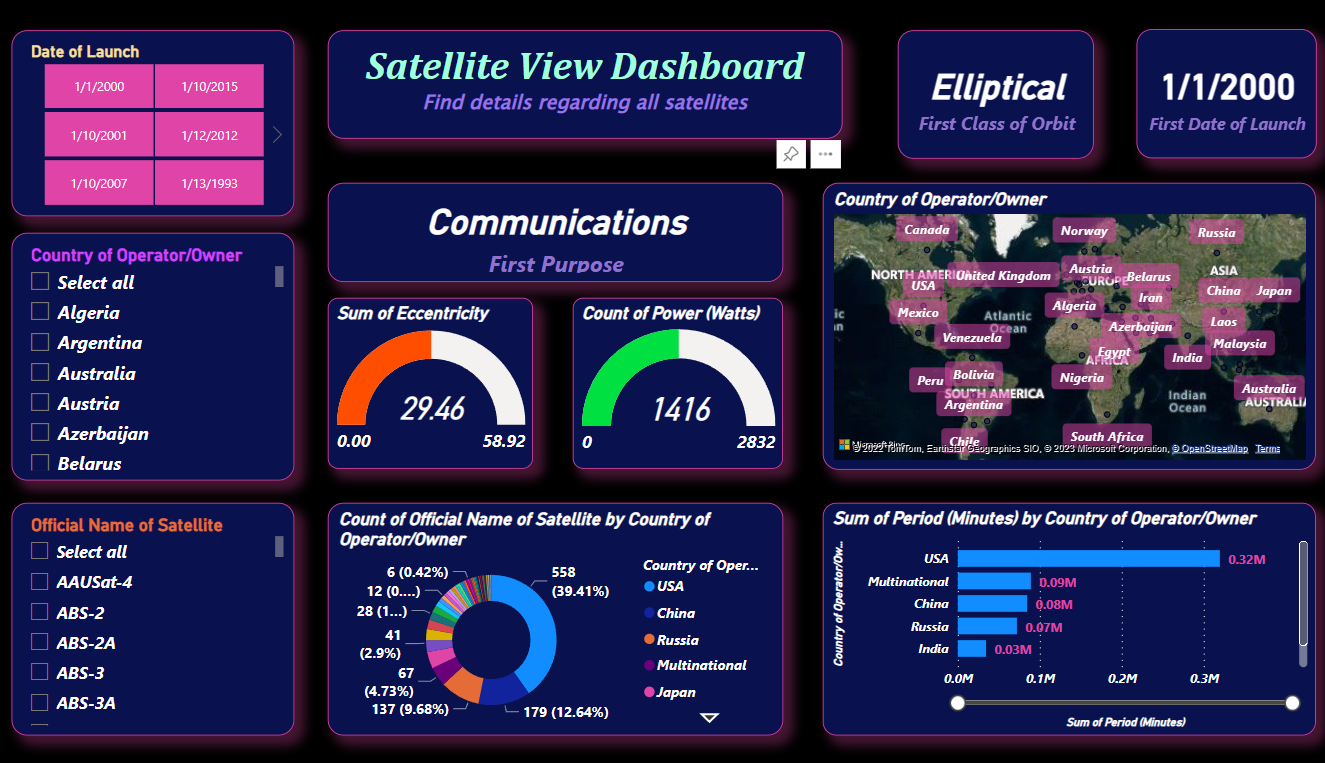 Date of Launch
1/1/2000
1/10/2015
1/10/2001
1/12/2012
1/10/2007
1/13/1993
Satellite View Dashboard
Find details regarding all satellites
Elliptical
First Class of Orbit
1/1/2000
First Date of Launch
Country of Operator/Owner
Select all
Algeria
Argentina
Australia
Austria
Azerbaijan
Belarus
Communications
First Purpose
Sum of Eccentricity
29.46
0.00
58.92
Count of Power (Watts)
1416
0
2832
Country of Operator/Owner
Canada
Norway
Russia
NORTH AMERI
United Kingdom
Austria
EUROPE
Belarus
ASIA
USA
China
Japan
Iran
Mexico
Atlantic
Ocean
Algeria
Azerbaijan
Laos
Venezuela
Egypt
AFRICA
India
Malaysia
Peru
Bolivia
Nigeria
SOUTH AMERICA
Argentina
Indian
Ocean
Australia
AUSTRALIA
Chile
South Africa
© 2022 TomTom, Earthstar Geographics SIO, © 2023 Microsoft Corporation, © OpenStreetMap Terms
Official Name of Satellite
Select all
AAUSat-4
ABS-2
ABS-2A
ABS-3
ABS-3A
Count of Official Name of Satellite by Country of
Operator/Owner
6 (0.42%)
12 (0....)
28 (1...)
41
(2.9%)
67
(4.73%)
137 (9.68%)
179 (12.64%)
558
(39.41%)
Country of Oper...
USA
China
Russia
Multinational
Japan
Sum of Period (Minutes) by Country of Operator/Owner
Country of Operator/Ow...
USA
0.32M
Multinational
0.09M
China
0.08M
Russia
0.07M
India
0.03M
0.0M
0.1M
0.2M
0.3M
Sum of Period (Minutes)